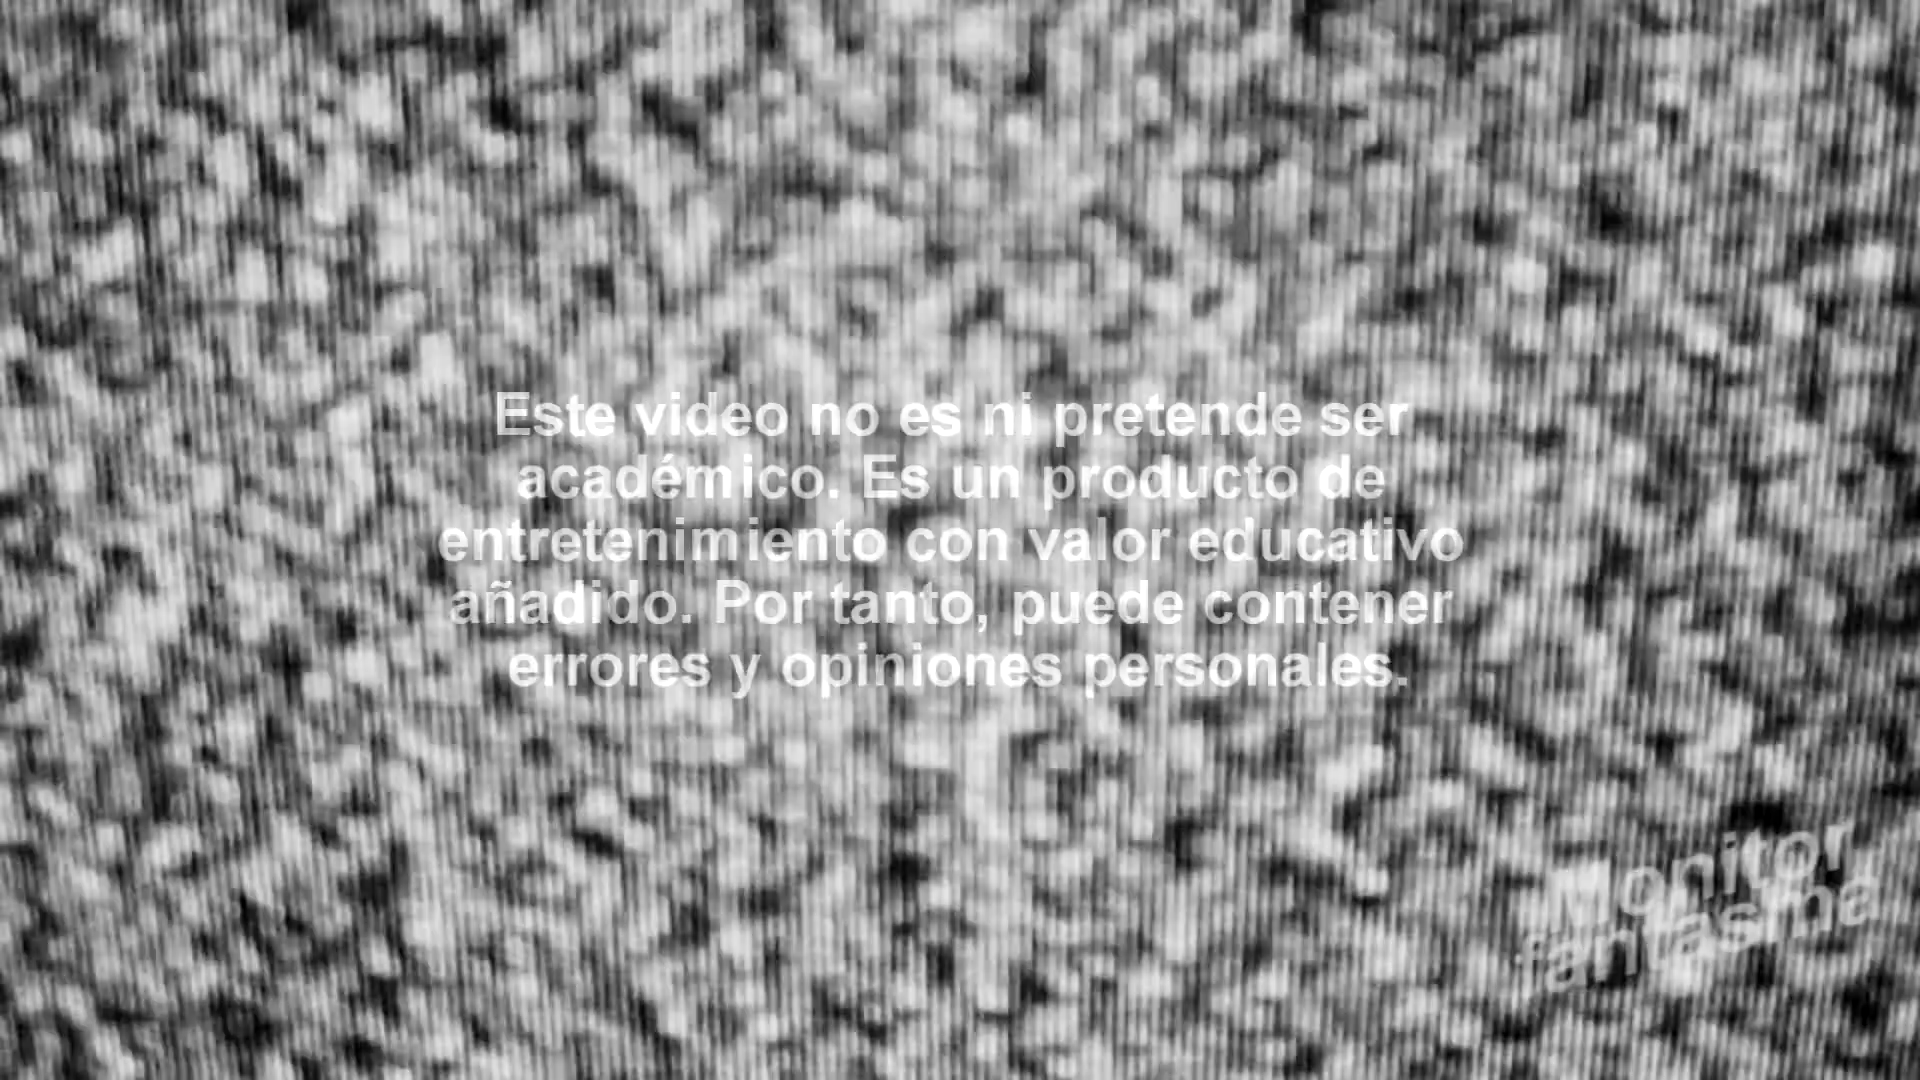 Este video no es ni pretende ser
académico. Es un producto de
entretenimiento con valor educativo
añadido. Por tanto, puede contener
errores y opiniones personales.
Monitor
fantasma